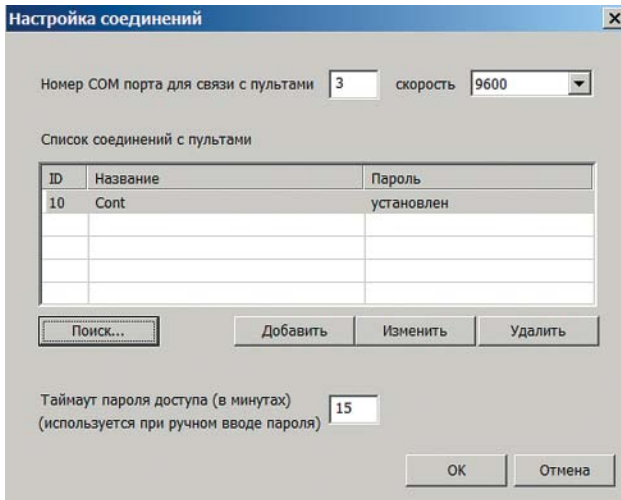 Настройка соединений
Номер COM порта для связи с пультами 3 скорость 9600
Список соединений с пультами
ID Название Пароль
10 Cont установлен
Поиск... Добавить Изменить Удалить
Таймаут пароля доступа (в минутах)
(используется при ручном вводе пароля) 15
OK Отмена